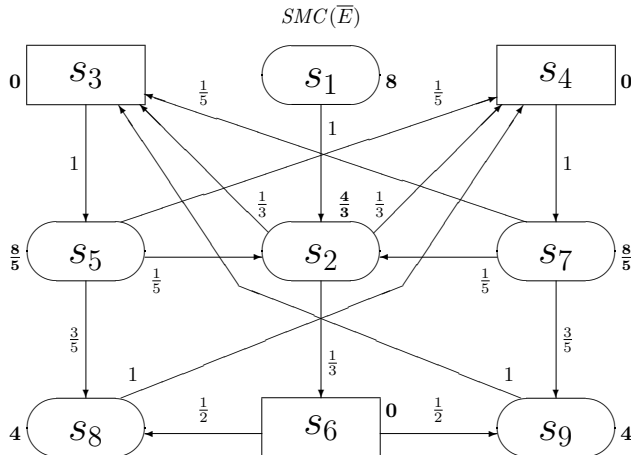 SMC(E̅)
0 s₃ s₁ 8 s₄ 0
1/5 1/5
1 1 1
1/3 4/3 1/3
8/5 s₅ s₂ s₇ 8/5
1/5 1/5
3/5 1/3 3/5
1 1
4 s₈ 1/2 s₆ 0 1/2 s₉ 4